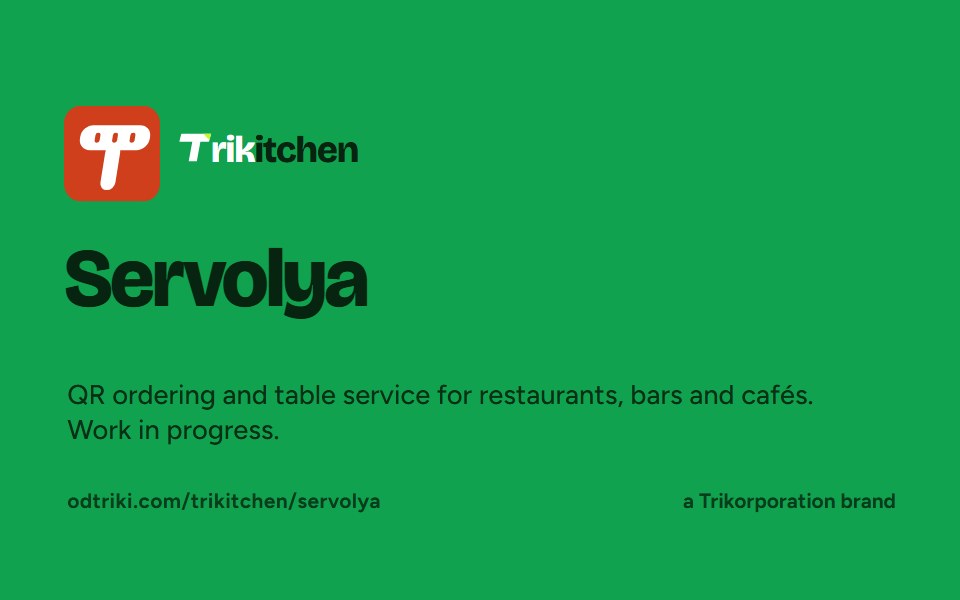 Trikitchen
Servolya
QR ordering and table service for restaurants, bars and cafés.
Work in progress.
odtriki.com/trikitchen/servolya
a Trikorporation brand